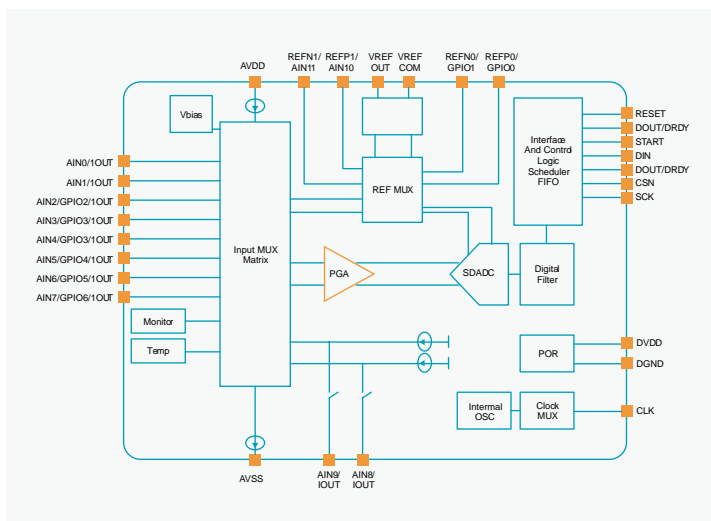 REFN1/
AIN11
REFP1/
AIN10
VREF
OUT
VREF
COM
REFN0/
GPIO1
REFP0/
GPIO0
AVDD
Vbias
AIN0/1OUT
AIN1/1OUT
AIN2/GPIO2/1OUT
AIN3/GPIO3/1OUT
AIN4/GPIO3/1OUT
AIN5/GPIO4/1OUT
AIN6/GPIO5/1OUT
AIN7/GPIO6/1OUT
Monitor
Temp
Input MUX
Matrix
REF MUX
PGA
SDADC
Digital
Filter
Interface
And Control
Logic
Scheduler
FIFO
RESET
DOUT/DRDY
START
DIN
DOUT/DRDY
CSN
SCK
POR
DVDD
DGND
Intermal
OSC
Clock
MUX
CLK
AVSS
AIN9/
IOUT
AIN8/
IOUT